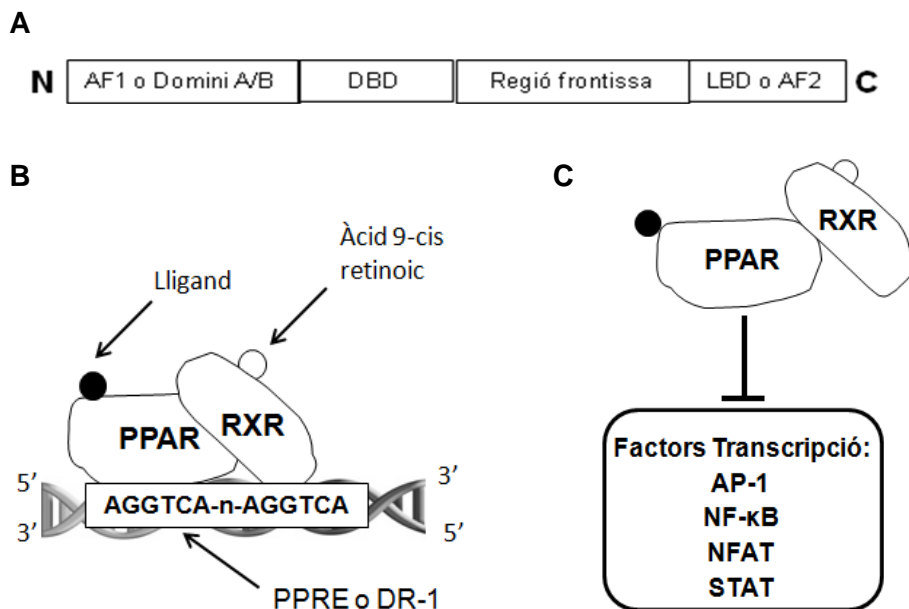 A
N AF1 o Domini A/B DBD Regió frontissa LBD o AF2 C
B
Lligand
Àcid 9-cis
retinoic
PPAR
RXR
5’ 3’
AGGTCA-n-AGGTCA
3’ 5’
PPRE o DR-1
C
RXR
PPAR
Factors Transcripció:
AP-1
NF-κB
NFAT
STAT